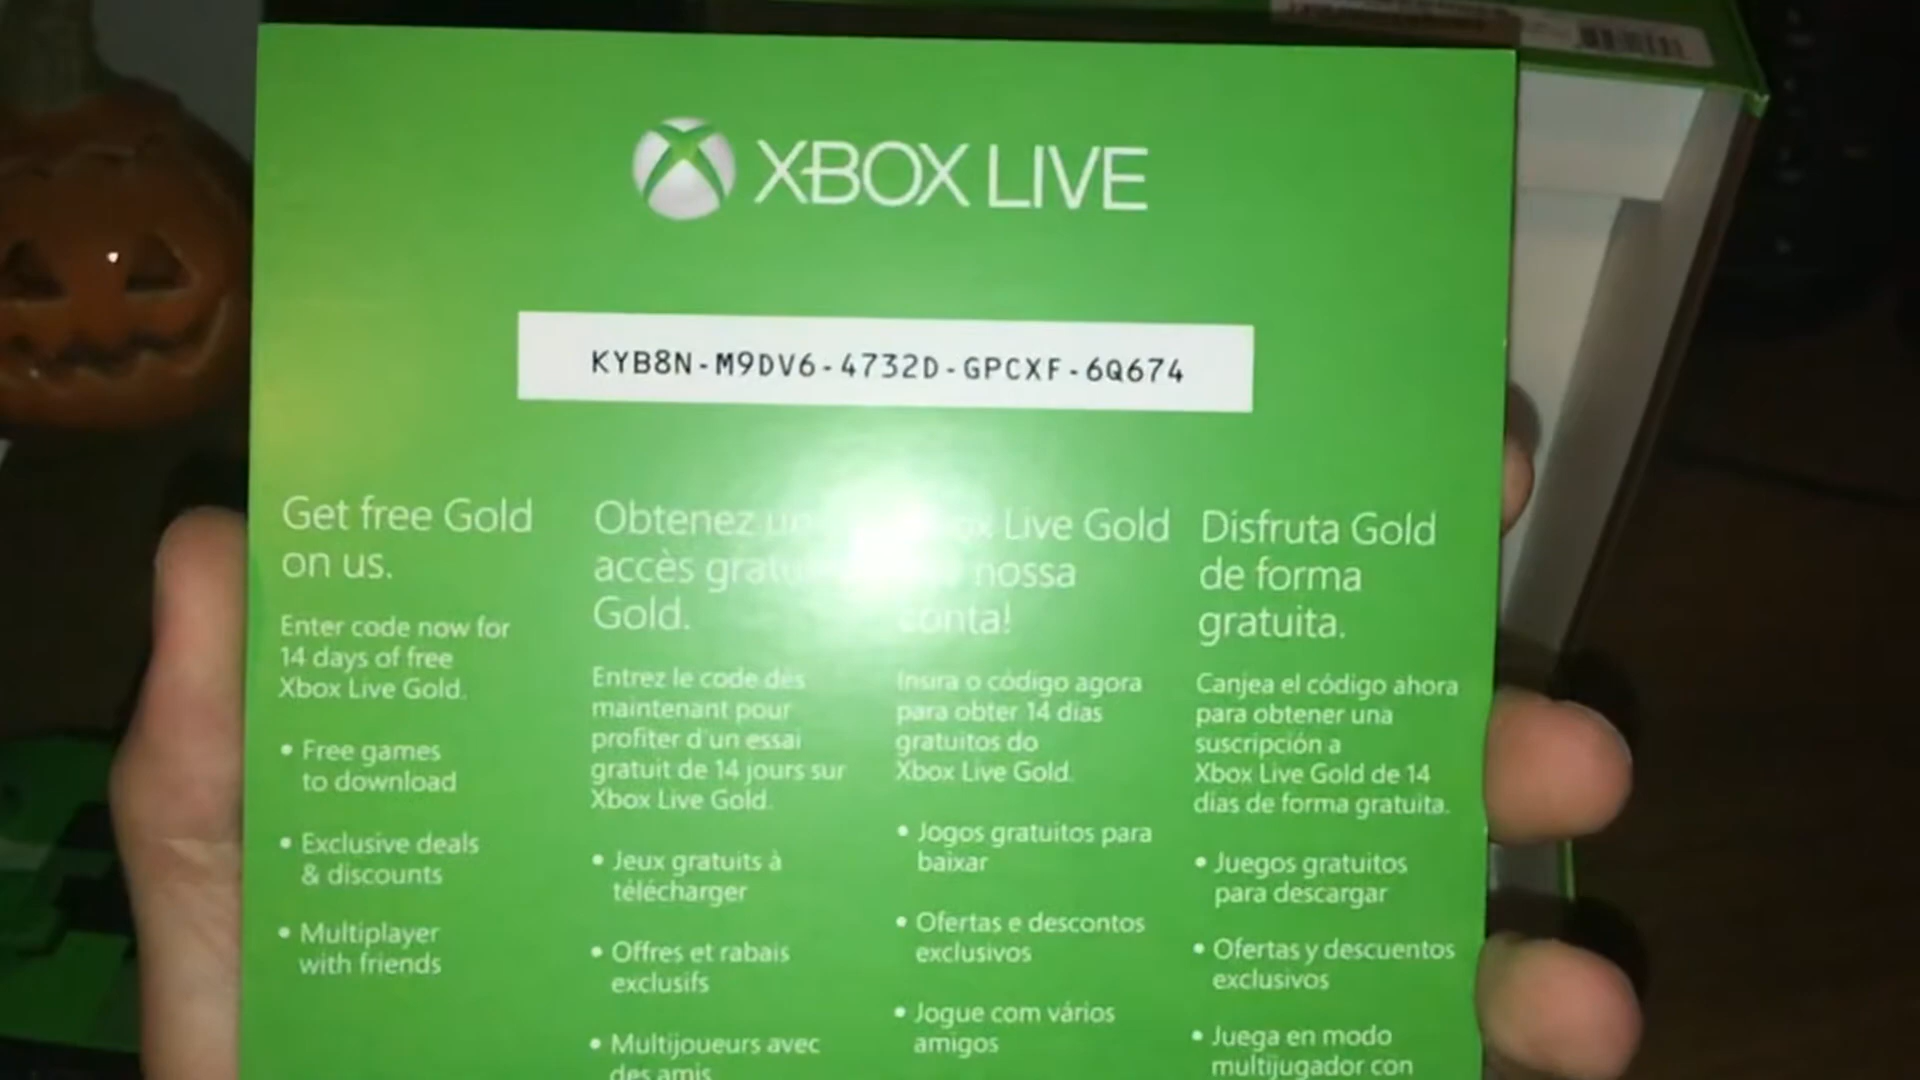 XBOX LIVE
KYB8N-M9DV6-4732D-GPCXF-6Q674
Get free Gold
on us.
Enter code now for
14 days of free
Xbox Live Gold.
• Free games
to download
• Exclusive deals
& discounts
• Multiplayer
with friends
Obtenez un
accès
Gold.
Entrez le code dès
maintenant pour
profiter d'un essai
gratuit de 14 jours sur
Xbox Live Gold.
• Jeux gratuits à
télécharger
• Offres et rabais
exclusifs
• Multijoueurs avec
des amis
Live Gold
nossa
conta!
Insira o código agora
para obter 14 dias
gratuitos do
Xbox Live Gold.
• Jogos gratuitos para
baixar
• Ofertas e descontos
exclusivos
• Jogue com vários
amigos
Disfruta Gold
de forma
gratuita.
Canjea el código ahora
para obtener una
suscripción a
Xbox Live Gold de 14
días de forma gratuita.
• Juegos gratuitos
para descargar
• Ofertas y descuentos
exclusivos
• Juega en modo
multijugador con